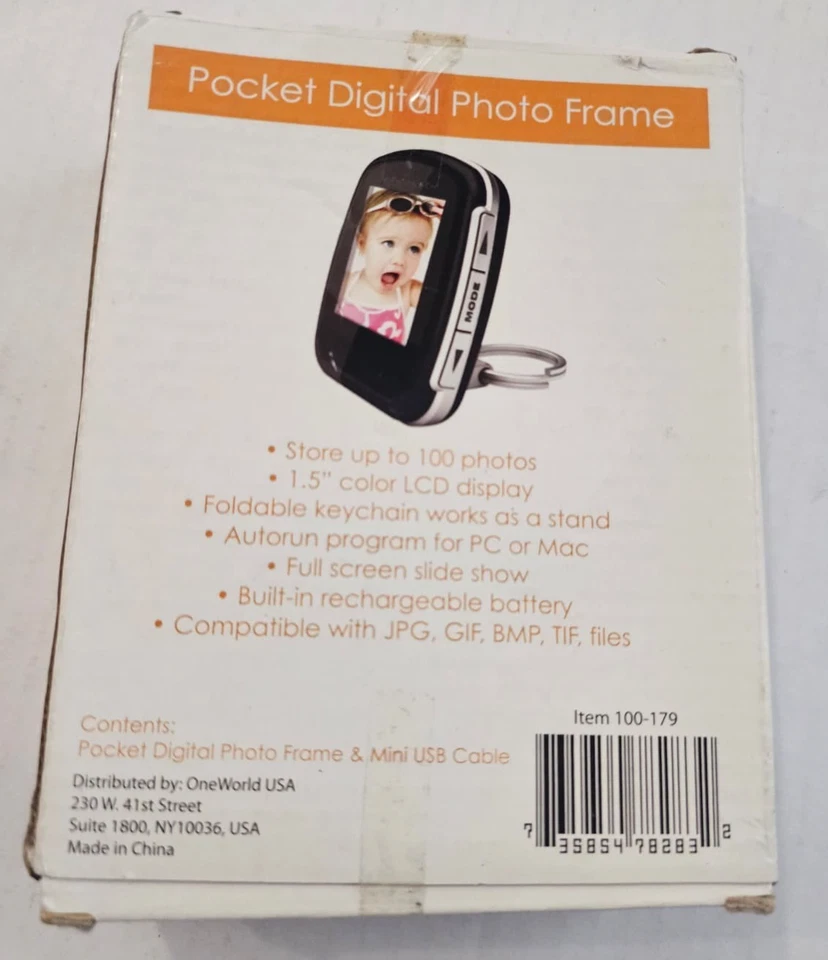 Pocket Digital Photo Frame
MODE
• Store up to 100 photos
• 1.5" color LCD display
• Foldable keychain works as a stand
• Autorun program for PC or Mac
• Full screen slide show
• Built-in rechargeable battery
• Compatible with JPG, GIF, BMP, TIF, files
Contents:
Pocket Digital Photo Frame & Mini USB Cable
Distributed by: OneWorld USA
230 W. 41st Street
Suite 1800, NY10036, USA
Made in China
Item 100-179
7 35854 78283 2